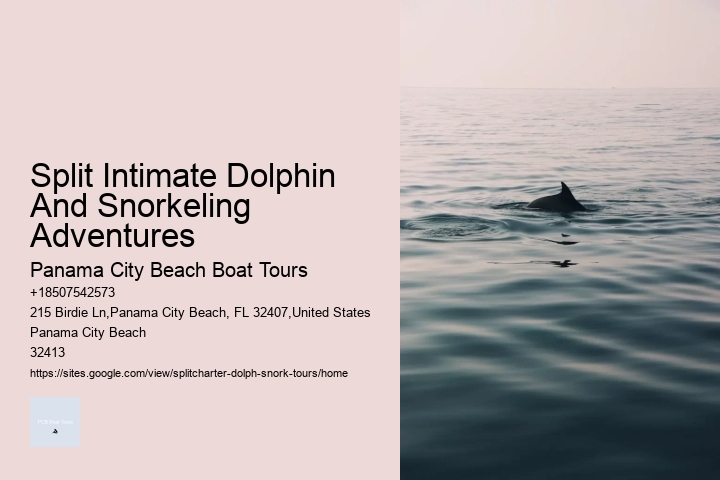 Split Intimate Dolphin
And Snorkeling
Adventures
Panama City Beach Boat Tours
+18507542573
215 Birdie Ln,Panama City Beach, FL 32407,United States
Panama City Beach
32413
https://sites.google.com/view/splitcharter-dolph-snork-tours/home